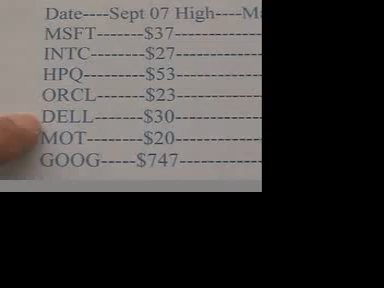 Date----Sept 07 High----M
MSFT-------$37-------------
INTC-------$27-------------
HPQ--------$53-------------
ORCL-------$23-------------
DELL-------$30-------------
MOT--------$20-------------
GOOG-----$747-------------